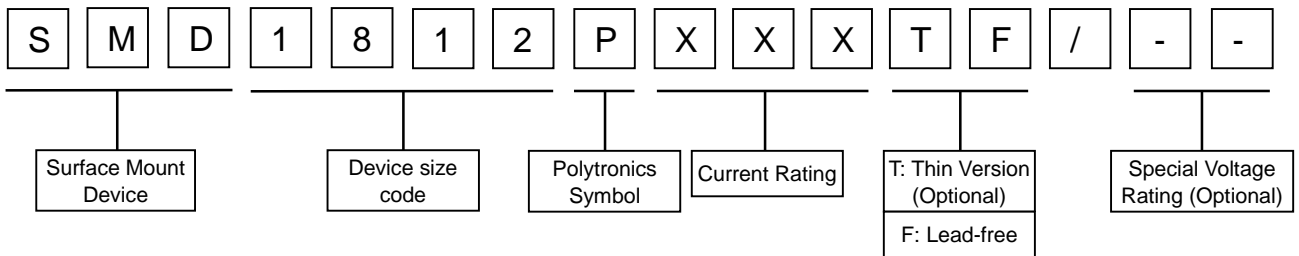 S M D 1 8 1 2 P X X X T F / - -
Surface Mount
Device
Device size
code
Polytronics
Symbol
Current Rating
T: Thin Version
(Optional)
F: Lead-free
Special Voltage
Rating (Optional)